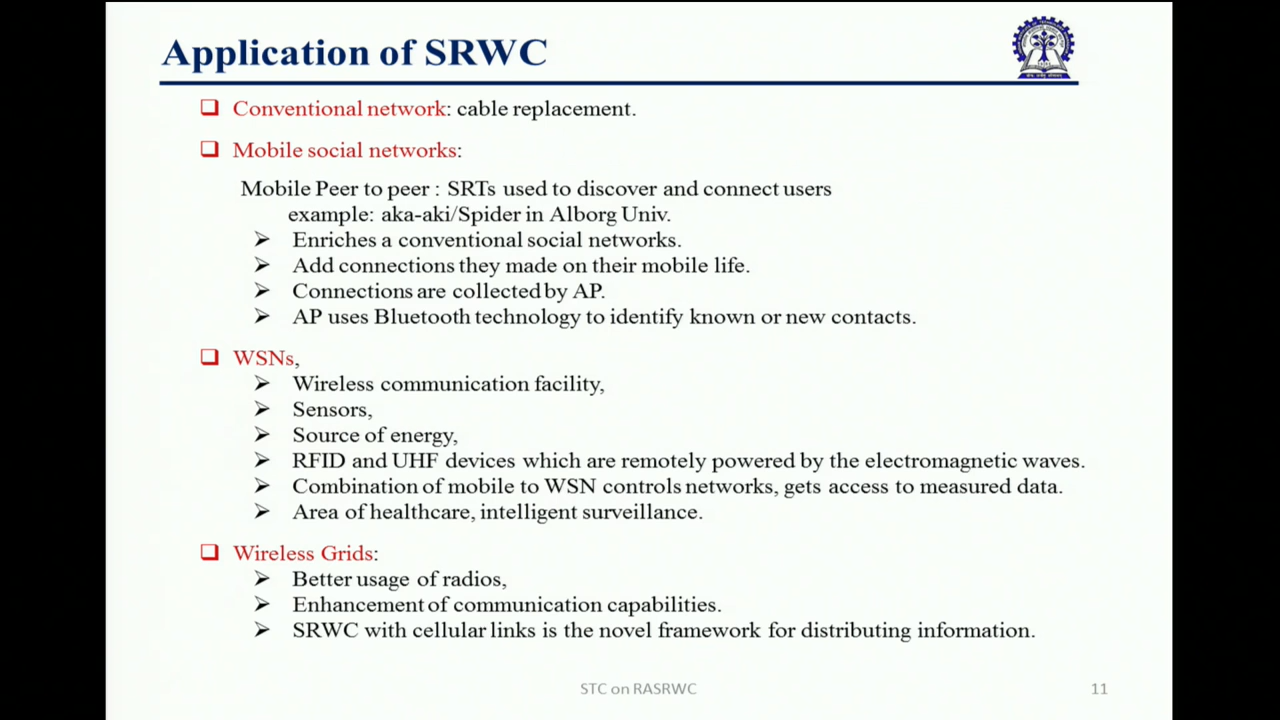 Application of SRWC
Conventional network: cable replacement.
Mobile social networks:
Mobile Peer to peer : SRTs used to discover and connect users
example: aka-aki/Spider in Alborg Univ.
Enriches a conventional social networks.
Add connections they made on their mobile life.
Connections are collected by AP.
AP uses Bluetooth technology to identify known or new contacts.
WSNs,
Wireless communication facility,
Sensors,
Source of energy,
RFID and UHF devices which are remotely powered by the electromagnetic waves.
Combination of mobile to WSN controls networks, gets access to measured data.
Area of healthcare, intelligent surveillance.
Wireless Grids:
Better usage of radios,
Enhancement of communication capabilities.
SRWC with cellular links is the novel framework for distributing information.
STC on RASRWC
11